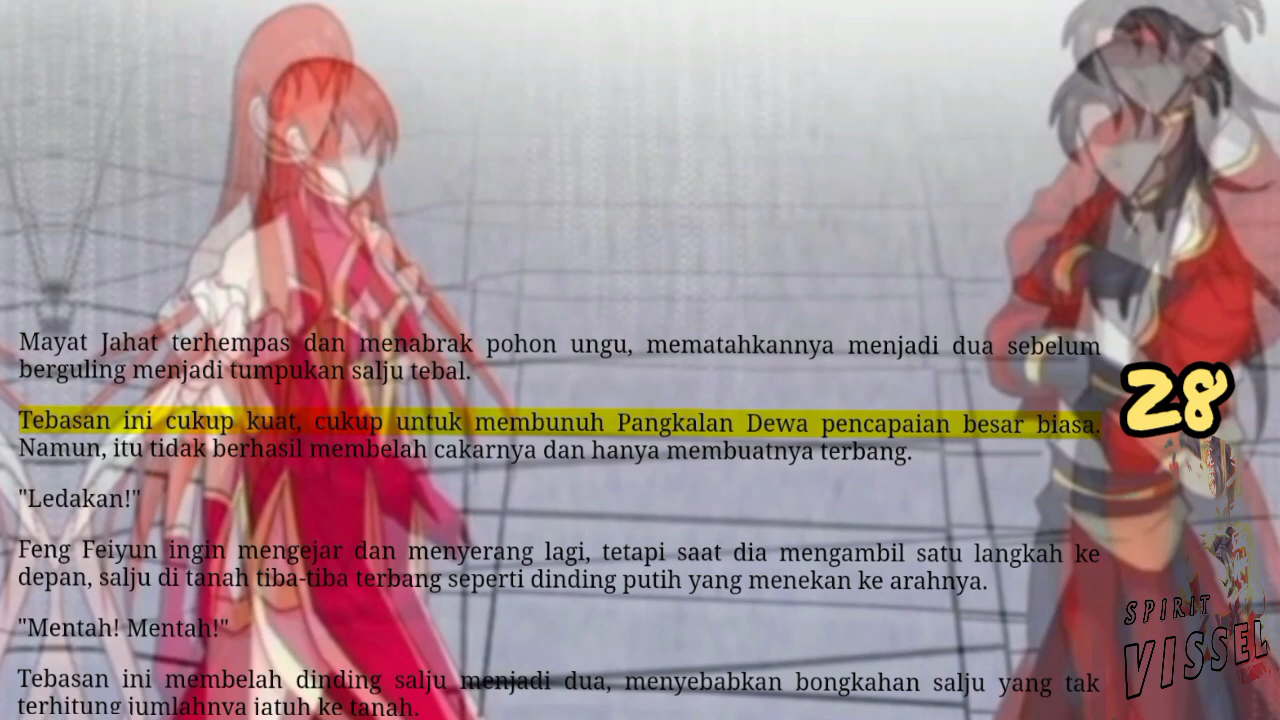 Mayat Jahat terhempas dan menabrak pohon ungu, mematahkannya menjadi dua sebelum
berguling menjadi tumpukan salju tebal.
Tebasan ini cukup kuat, cukup untuk membunuh Pangkalan Dewa pencapaian besar biasa.
Namun, itu tidak berhasil membelah cakarnya dan hanya membuatnya terbang.
"Ledakan!"
Feng Feiyun ingin mengejar dan menyerang lagi, tetapi saat dia mengambil satu langkah ke
depan, salju di tanah tiba-tiba terbang seperti dinding putih yang menekan ke arahnya.
"Mentah! Mentah!"
Tebasan ini membelah dinding salju menjadi dua, menyebabkan bongkahan salju yang tak
terhitung jumlahnya jatuh ke tanah.
28
SPIRIT
VISSEL